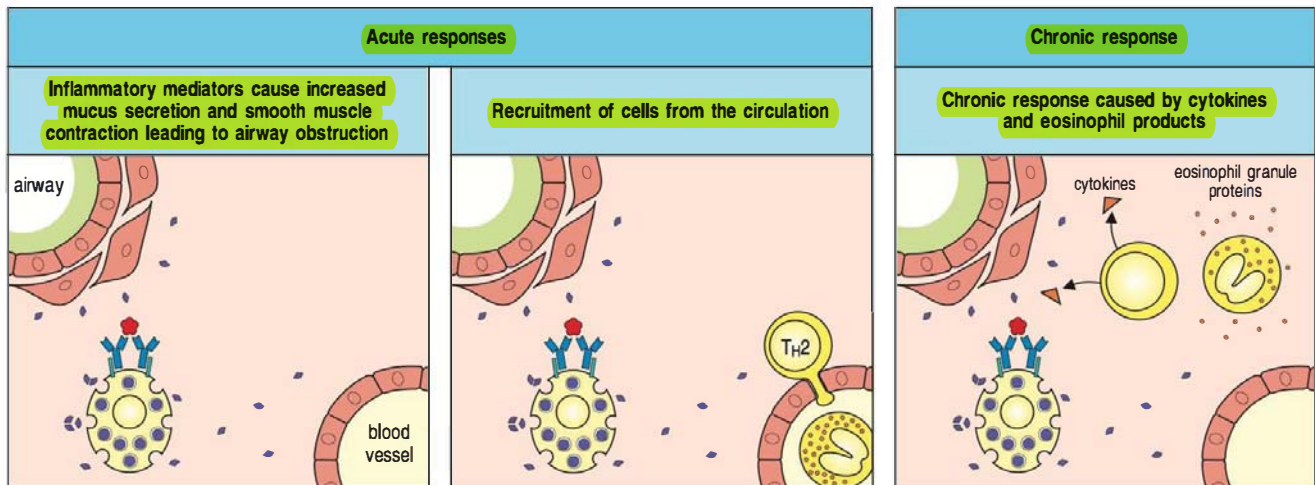 Acute responses
Chronic response
Inflammatory mediators cause increased
mucus secretion and smooth muscle
contraction leading to airway obstruction
Recruitment of cells from the circulation
Chronic response caused by cytokines
and eosinophil products
airway
blood
vessel
TH2
cytokines
eosinophil granule
proteins